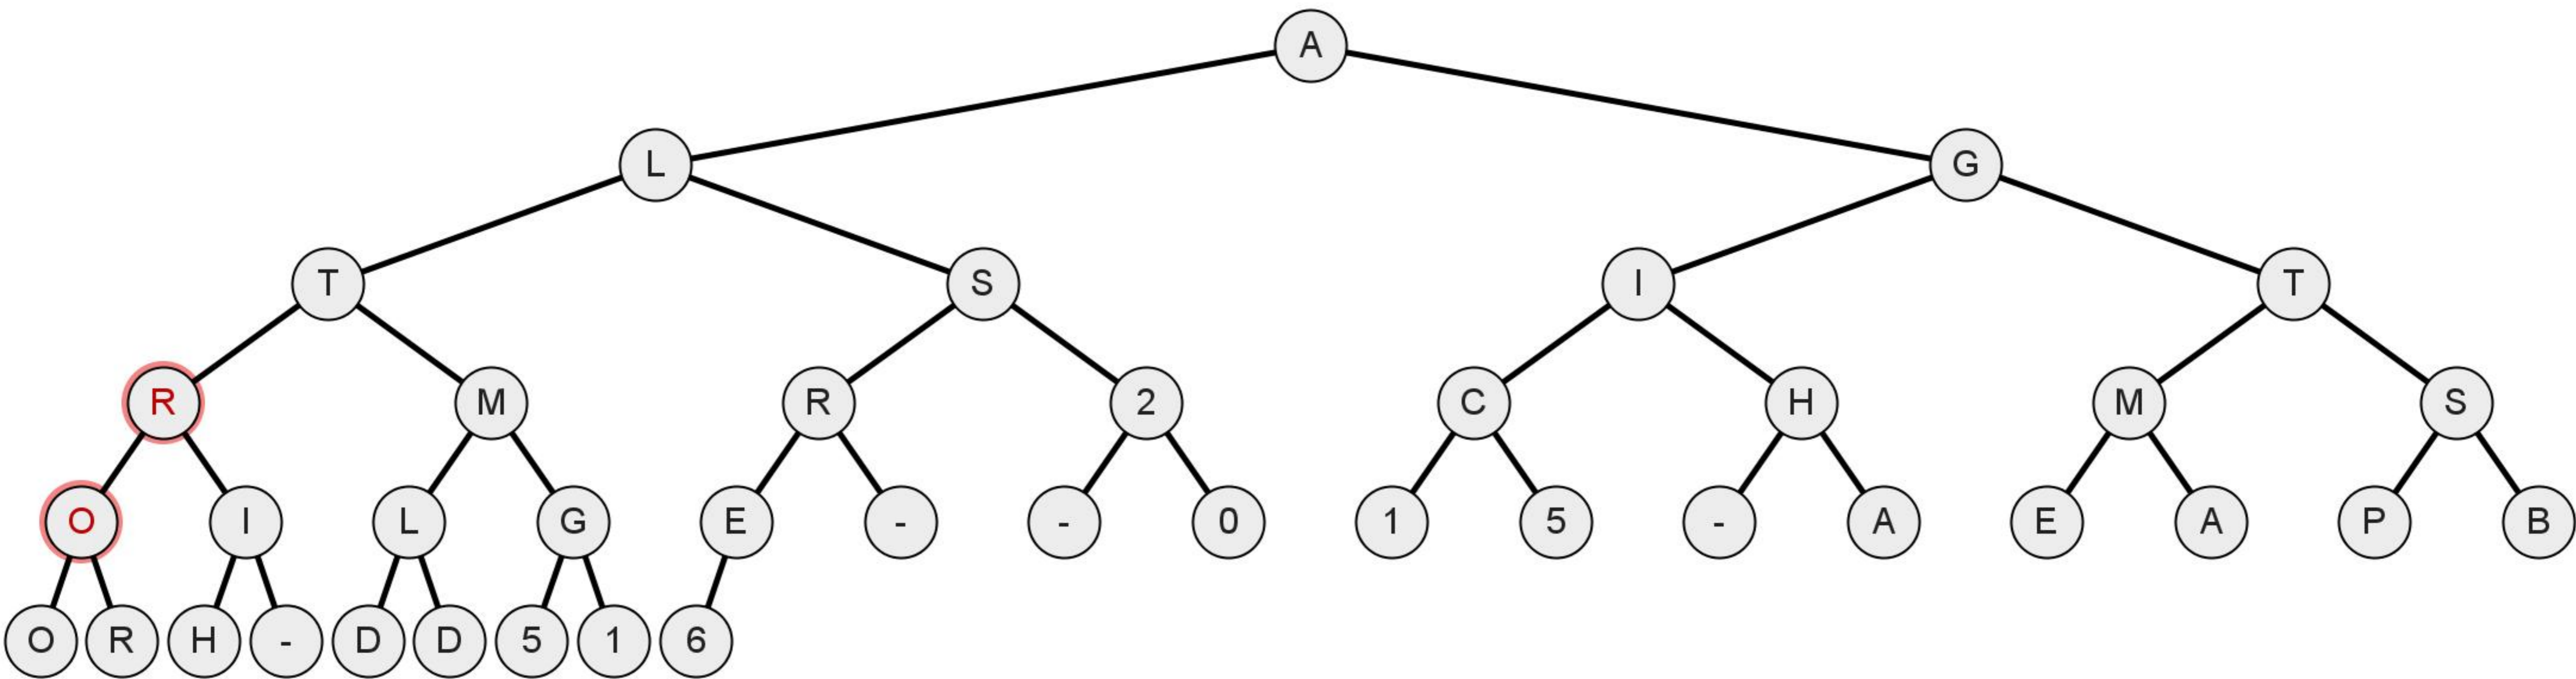 A
L G
T S I T
R M R 2 C H M S
O I L G E - - 0 1 5 - A E A P B
O R H - D D 5 1 6